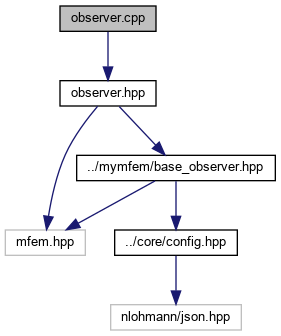 observer.cpp
observer.hpp
../mymfem/base_observer.hpp
mfem.hpp
../core/config.hpp
nlohmann/json.hpp